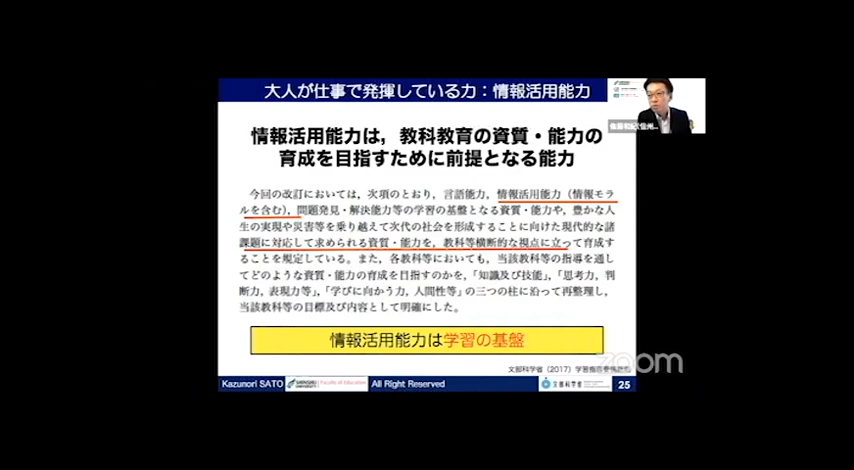 大人が仕事で発揮している力：情報活用能力
情報活用能力は，教科教育の資質・能力の
育成を目指すために前提となる能力
今回の改訂においては，次項のとおり，言語能力，情報活用能力（情報モラ
ルを含む），問題発見・解決能力等の学習の基盤となる資質・能力や，豊かな人
生の実現や災害等を乗り越えて次代の社会を形成することに向けた現代的な諸
課題に対応して求められる資質・能力を，教科等横断的な視点に立って育成す
ることを規定している。また，各教科等においても，当該教科等の指導を通し
てどのような資質・能力の育成を目指すのかを，「知識及び技能」，「思考力，判
断力，表現力等」，「学びに向かう力，人間性等」の三つの柱に沿って再整理し，
当該教科等の目標及び内容として明確にした。
情報活用能力は学習の基盤
zoom
文部科学省（2017）学習指導要領
Kazunori SATO
SHINSHU UNIVERSITY
Faculty of Education
All Right Reserved
文部科学省
25